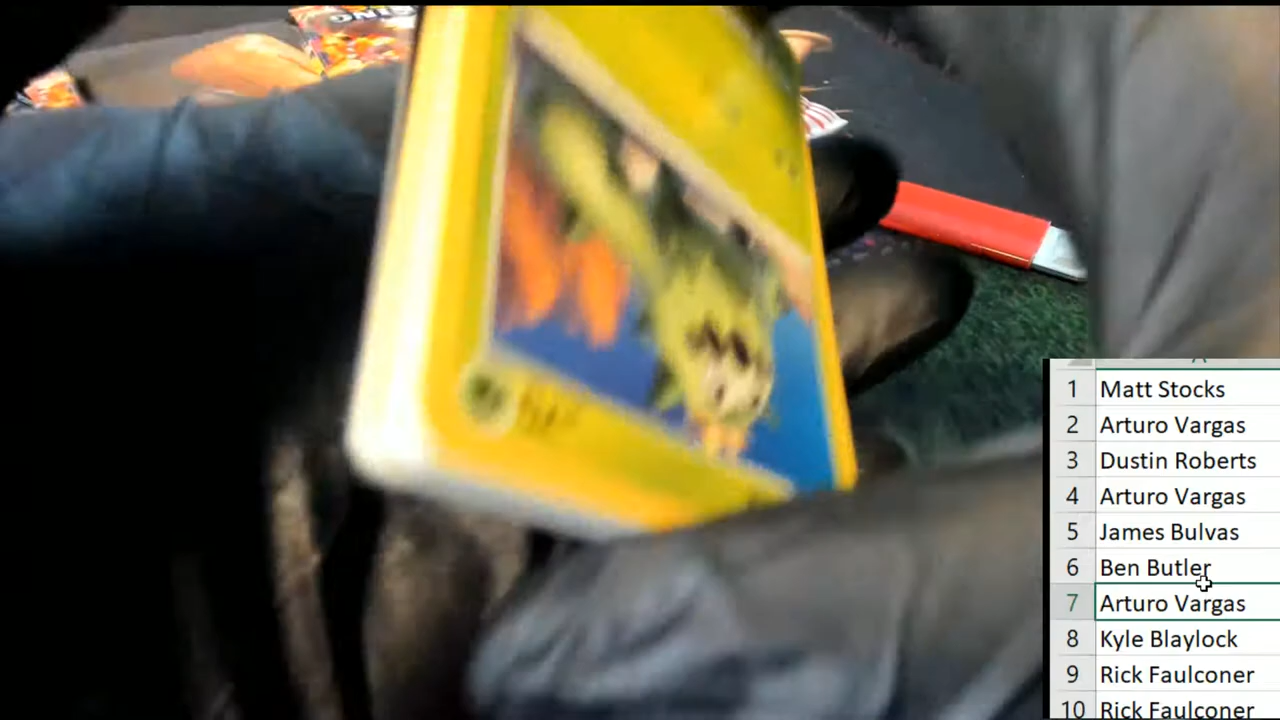 1 Matt Stocks
2 Arturo Vargas
3 Dustin Roberts
4 Arturo Vargas
5 James Bulvas
6 Ben Butler
7 Arturo Vargas
8 Kyle Blaylock
9 Rick Faulconer
10 Rick Faulconer